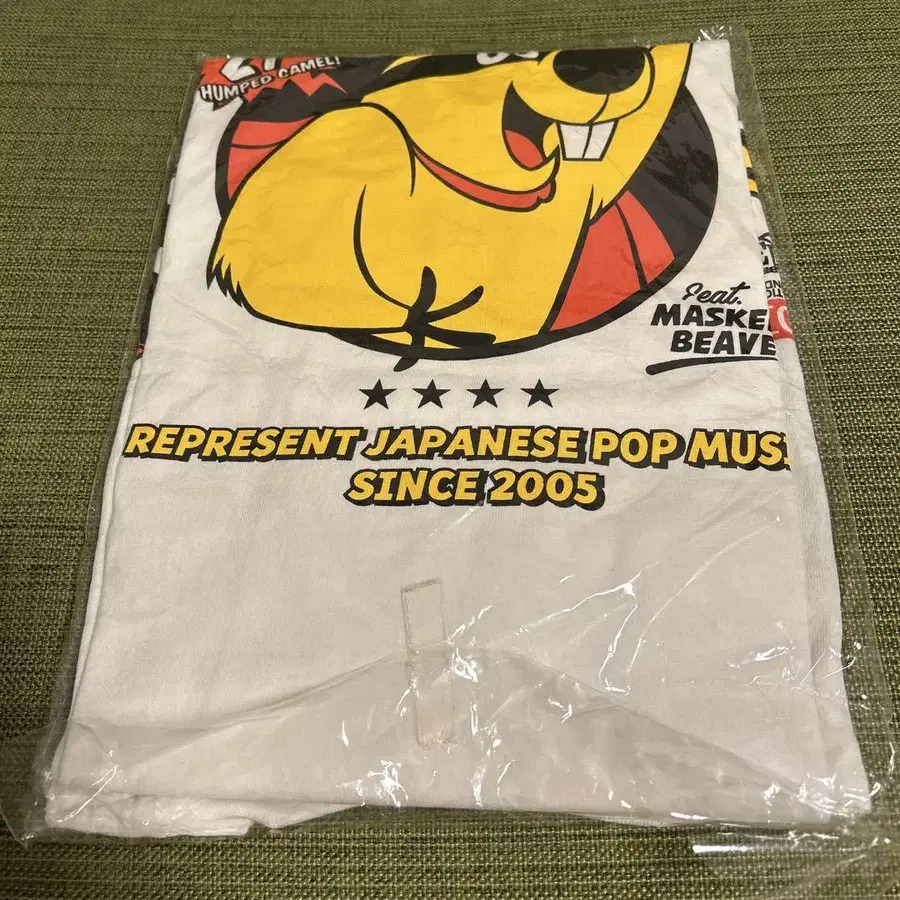 HUMPED CAMEL!
feat.
MASKE
BEAVE
REPRESENT JAPANESE POP MUS
SINCE 2005